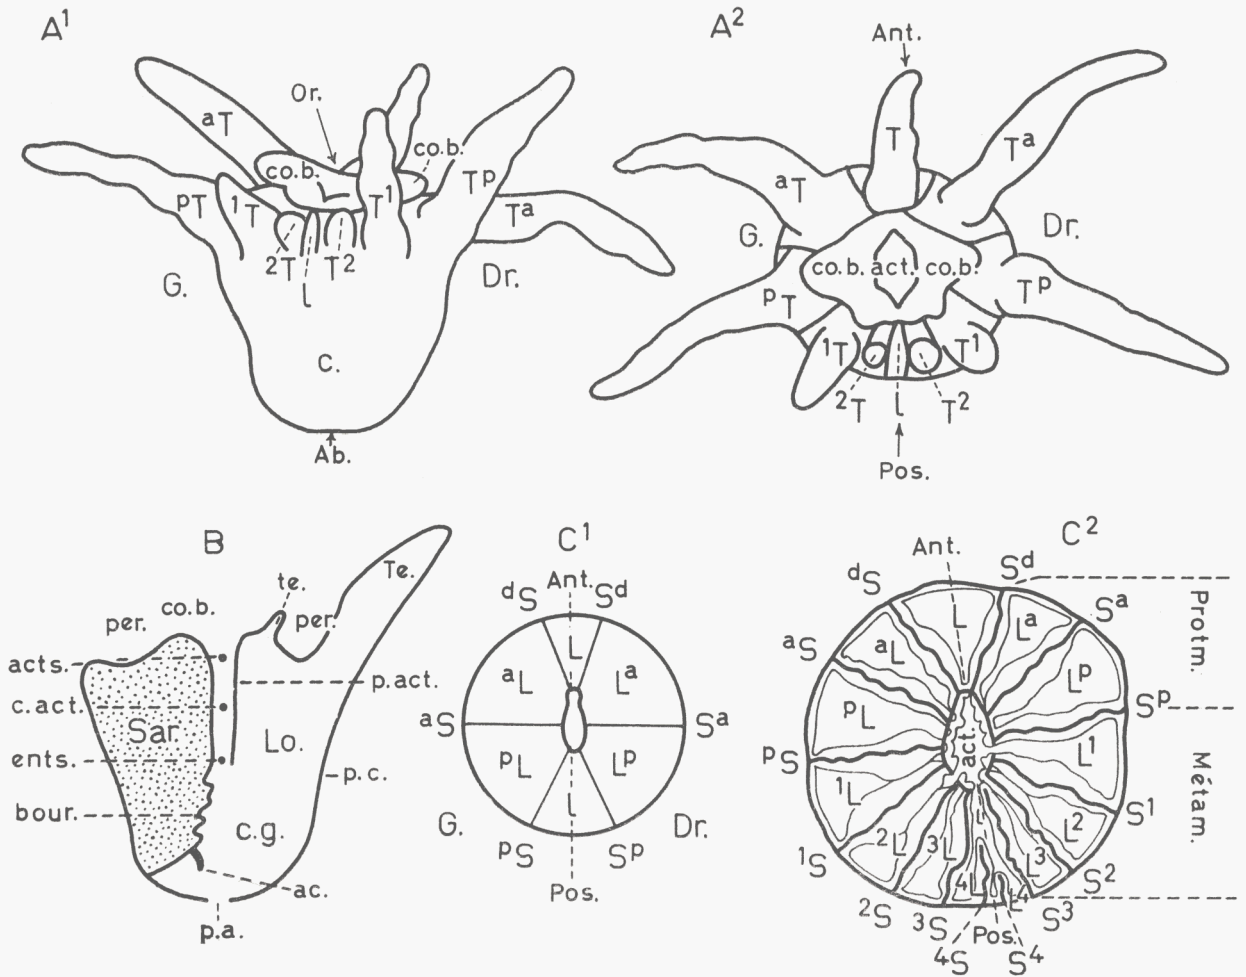 A¹
A²
Ant.
Or.
ᵃT
co.b.
co.b.
T
Tᵃ
ᵖT
¹T
T¹
Tᵖ
Tᵃ
ᵃT
G.
Dr.
²T
T²
l
G.
Dr.
co.b. act. co.b.
ᵖT
Tᵖ
C.
¹T
T¹
²T
l
T²
Ab.
Pos.
B
te.
Te.
co.b.
per.
per.
acts.
p.act.
c.act.
Sar
Lo.
ents.
p.c.
bour.
c.g.
ac.
p.a.
C¹
Ant.
ᵈS
Sᵈ
L
ᵃL
Lᵃ
ᵃS
Sᵃ
ᵖL
Lᵖ
L
G.
Dr.
ᵖS
Sᵖ
Pos.
C²
Ant.
ᵈS
Sᵈ
L
ᵃS
Sᵃ
ᵃL
Lᵃ
Protm.
ᵖL
Lᵖ
Sᵖ
act
ᵖS
L¹
Métam.
¹L
S¹
²L
L²
³L
L
L³
¹S
S²
⁴L
L⁴
²S
³S
Pos.
S³
⁴S
S⁴